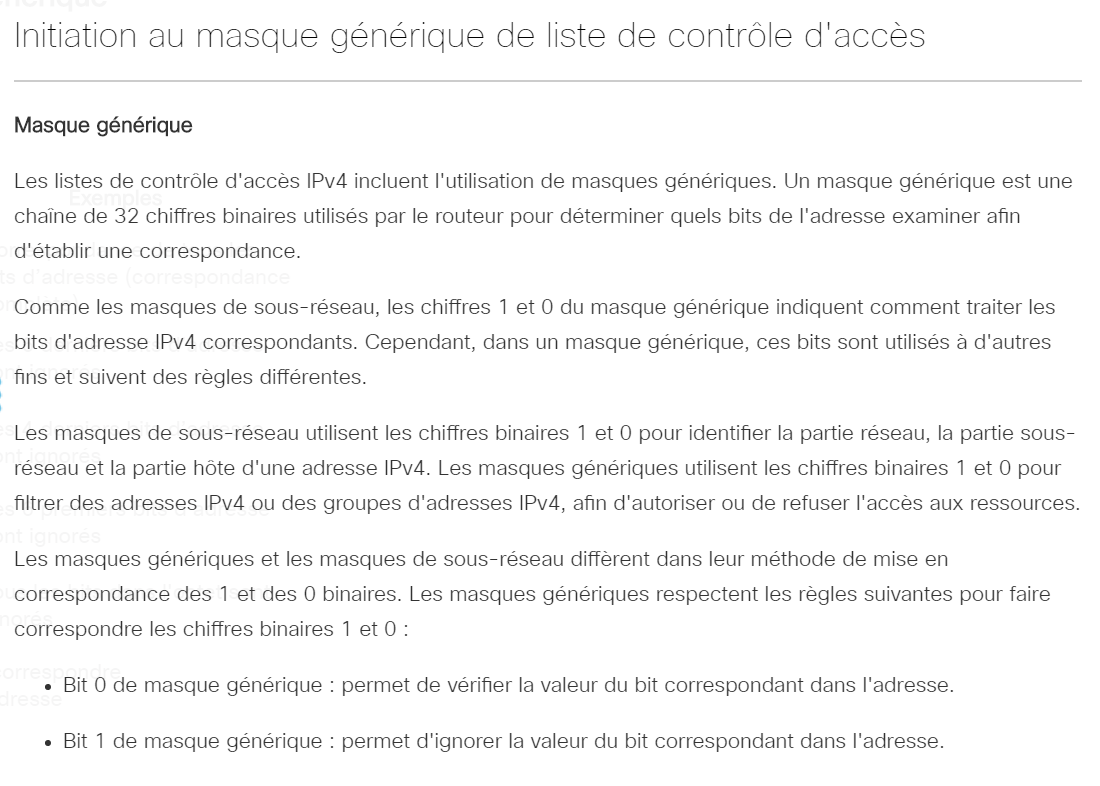 Initiation au masque générique de liste de contrôle d'accès
Masque générique
Les listes de contrôle d'accès IPv4 incluent l'utilisation de masques génériques. Un masque générique est une
Exemples
chaîne de 32 chiffres binaires utilisés par le routeur pour déterminer quels bits de l'adresse examiner afin
d'établir une correspondance.
d'adresse (correspondance
Comme les masques de sous-réseau, les chiffres 1 et 0 du masque générique indiquent comment traiter les
bits d'adresse IPv4 correspondants. Cependant, dans un masque générique, ces bits sont utilisés à d'autres
fins et suivent des règles différentes.
Les masques de sous-réseau utilisent les chiffres binaires 1 et 0 pour identifier la partie réseau, la partie sous-
ignorés
réseau et la partie hôte d'une adresse IPv4. Les masques génériques utilisent les chiffres binaires 1 et 0 pour
filtrer des adresses IPv4 ou des groupes d'adresses IPv4, afin d'autoriser ou de refuser l'accès aux ressources.
ignorés
Les masques génériques et les masques de sous-réseau diffèrent dans leur méthode de mise en
correspondance des 1 et des 0 binaires. Les masques génériques respectent les règles suivantes pour faire
correspondre les chiffres binaires 1 et 0 :
• Bit 0 de masque générique : permet de vérifier la valeur du bit correspondant dans l'adresse.
• Bit 1 de masque générique : permet d'ignorer la valeur du bit correspondant dans l'adresse.